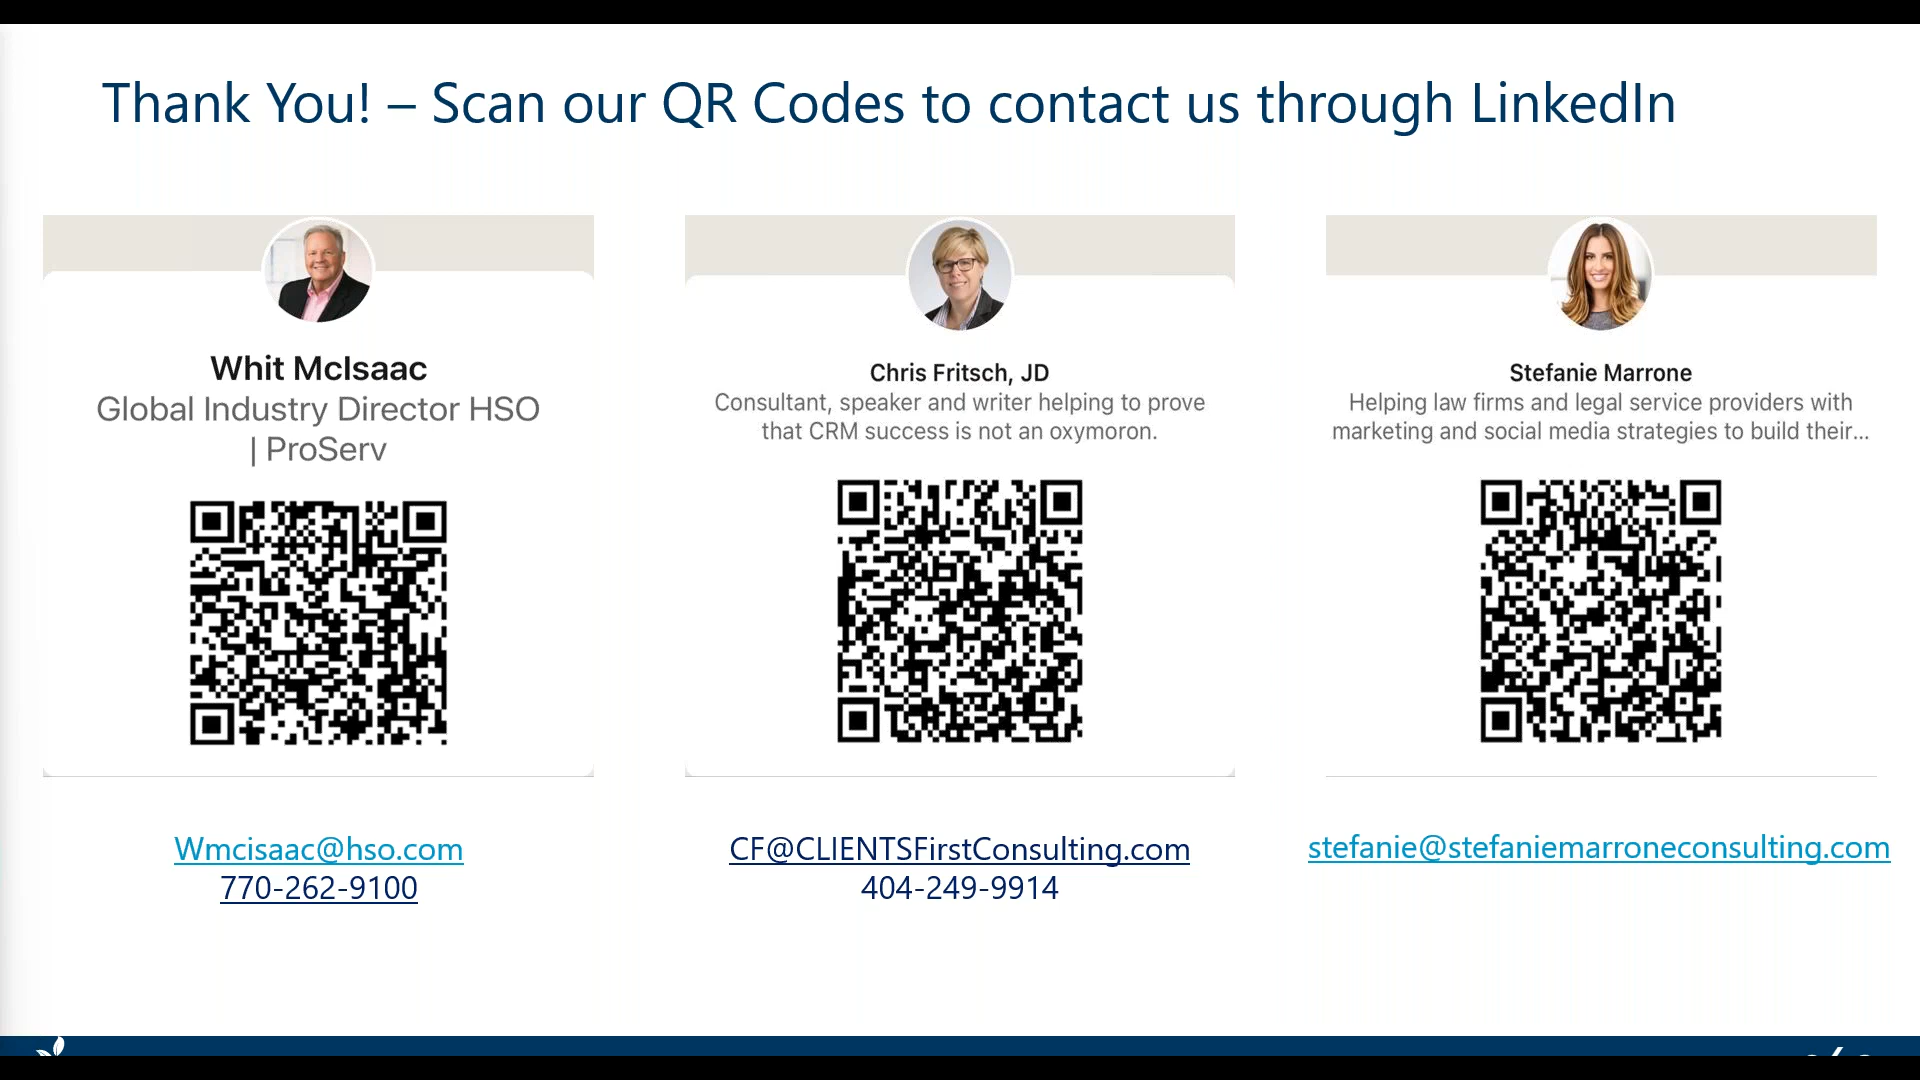 Thank You! – Scan our QR Codes to contact us through LinkedIn
Whit McIsaac
Global Industry Director HSO
| ProServ
Wmcisaac@hso.com
770-262-9100
Chris Fritsch, JD
Consultant, speaker and writer helping to prove
that CRM success is not an oxymoron.
CF@CLIENTSFirstConsulting.com
404-249-9914
Stefanie Marrone
Helping law firms and legal service providers with
marketing and social media strategies to build their...
stefanie@stefaniemarroneconsulting.com